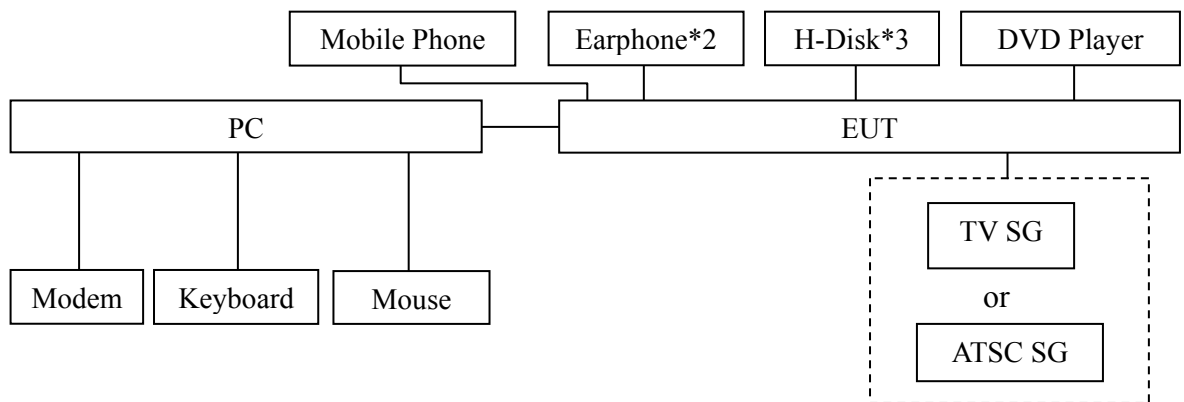 Mobile Phone
Earphone*2
H-Disk*3
DVD Player
PC
EUT
TV SG
or
ATSC SG
Modem
Keyboard
Mouse